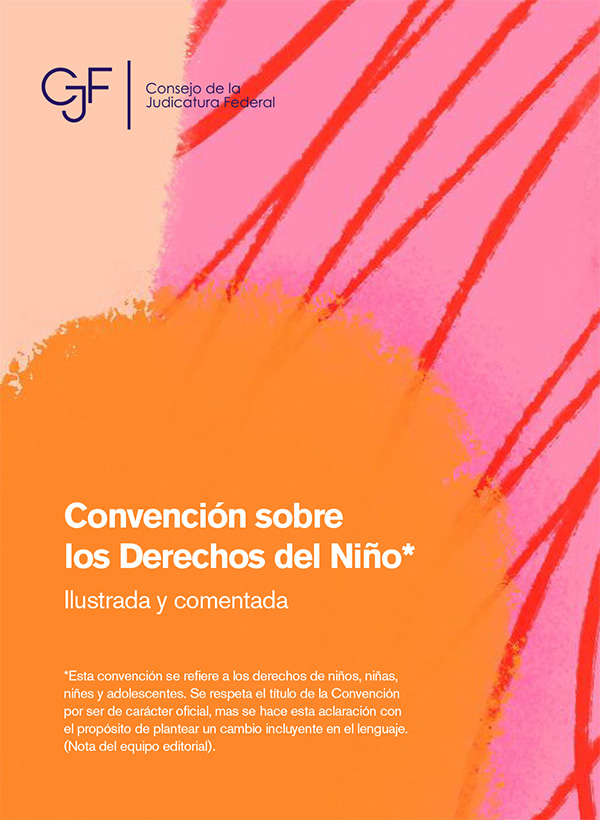 CJF
Consejo de la
Judicatura Federal
Convención sobre
los Derechos del Niño*
Ilustrada y comentada
*Esta convención se refiere a los derechos de niños, niñas,
niñes y adolescentes. Se respeta el título de la Convención
por ser de carácter oficial, mas se hace esta aclaración con
el propósito de plantear un cambio incluyente en el lenguaje.
(Nota del equipo editorial).